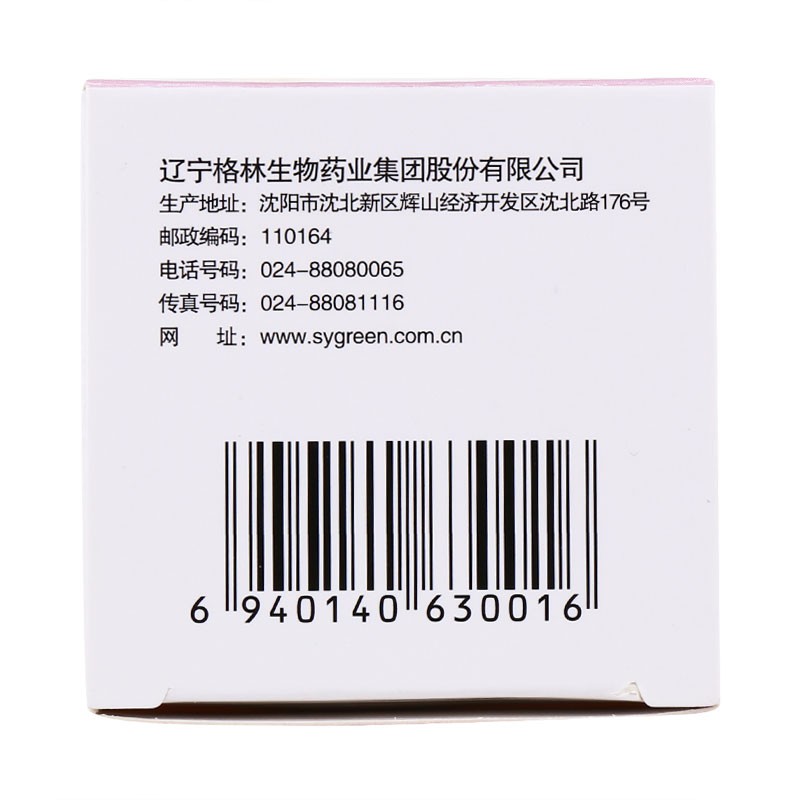 辽宁格林生物药业集团股份有限公司
生产地址：沈阳市沈北新区辉山经济开发区沈北路176号
邮政编码：110164
电话号码：024-88080065
传真号码：024-88081116
网　　址：www.sygreen.com.cn
6 940140 630016